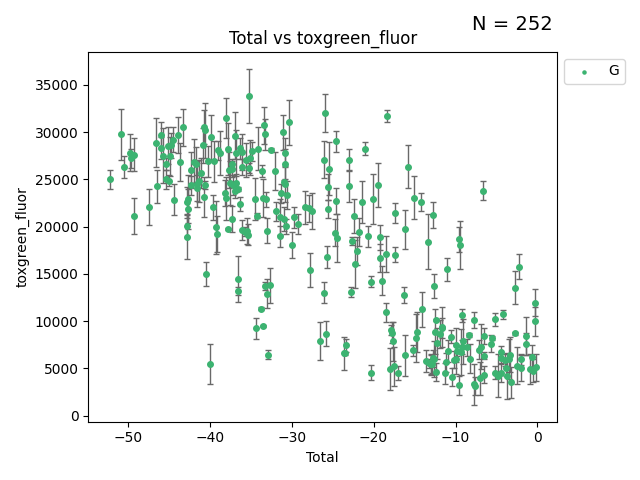 N = 252
Total vs toxgreen_fluor
G
toxgreen_fluor
35000
30000
25000
20000
15000
10000
5000
0
−50 −40 −30 −20 −10 0
Total